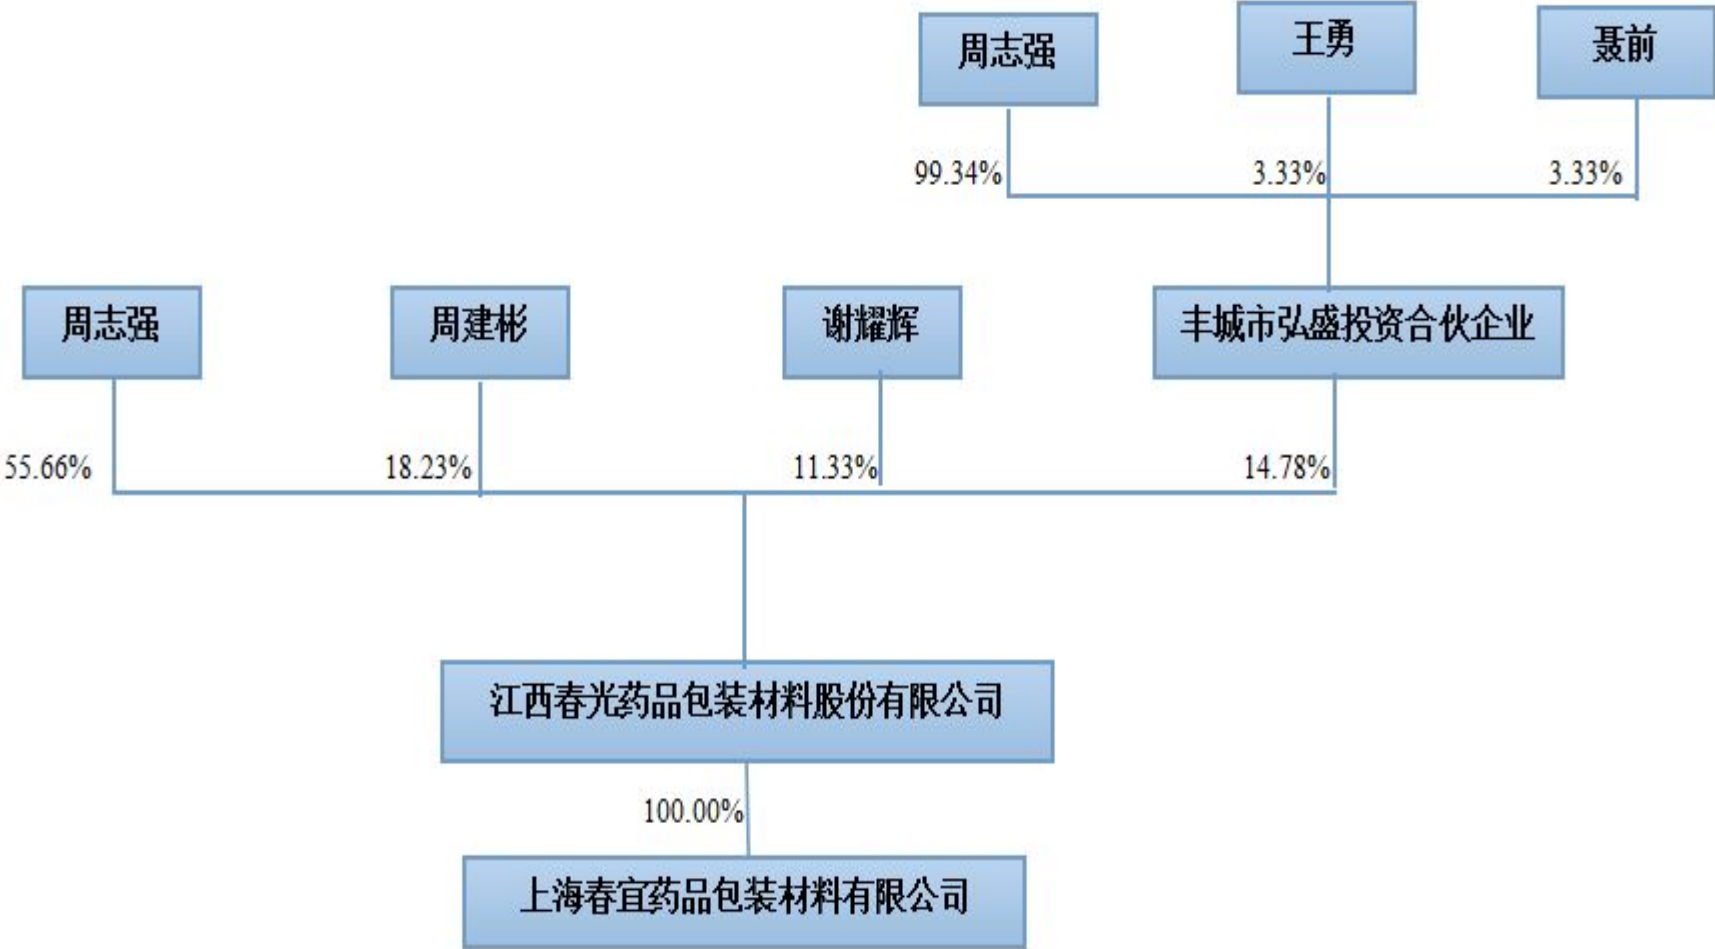 周志强
王勇
聂前
99.34%
3.33%
3.33%
周志强
周建彬
谢耀辉
丰城市弘盛投资合伙企业
55.66%
18.23%
11.33%
14.78%
江西春光药品包装材料股份有限公司
100.00%
上海春宜药品包装材料有限公司